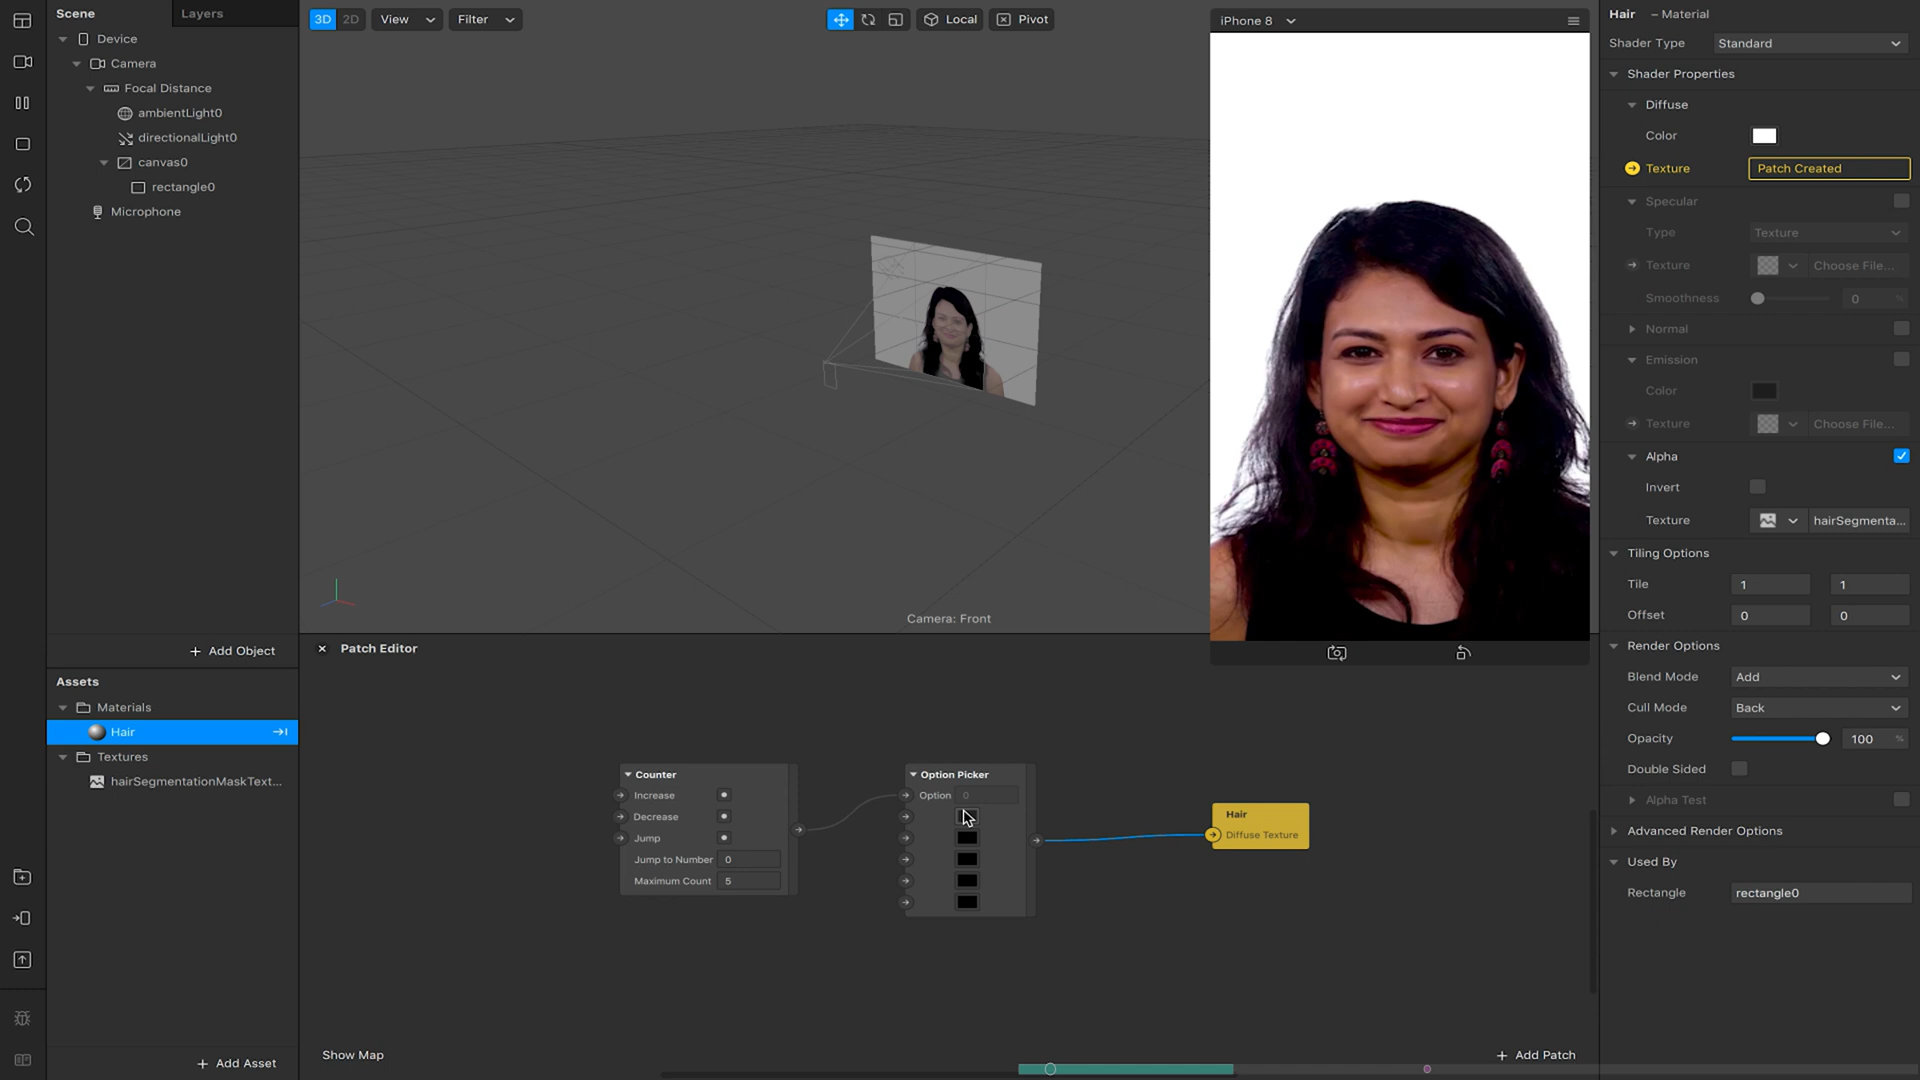 Scene
Layers
Device
Camera
Focal Distance
ambientLight0
directionalLight0
canvas0
rectangle0
Microphone
+ Add Object
Assets
Materials
Hair
Textures
hairSegmentationMaskText...
+ Add Asset
3D 2D View Filter
Local Pivot
Camera: Front
iPhone 8
Patch Editor
Counter
Increase
Decrease
Jump
Jump to Number 0
Maximum Count 5
Option Picker
Option 0
Hair
Diffuse Texture
Show Map
+ Add Patch
Hair – Material
Shader Type Standard
Shader Properties
Diffuse
Color
Texture Patch Created
Specular
Type Texture
Texture Choose File...
Smoothness 0 %
Normal
Emission
Color
Texture Choose File...
Alpha
Invert
Texture hairSegmenta...
Tiling Options
Tile 1 1
Offset 0 0
Render Options
Blend Mode Add
Cull Mode Back
Opacity 100 %
Double Sided
Alpha Test
Advanced Render Options
Used By
Rectangle rectangle0